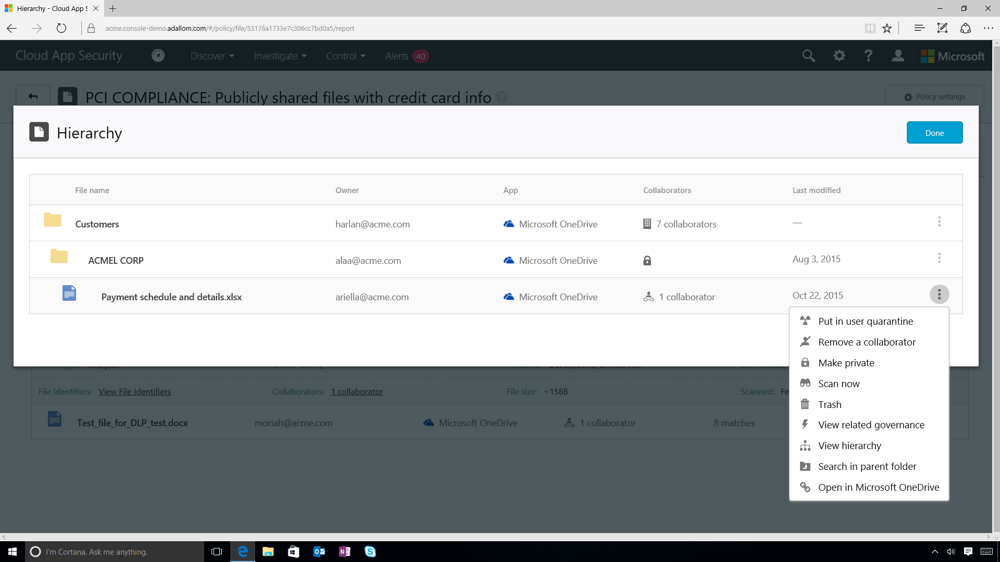 Hierarchy - Cloud App S
acme.console-demo.adallom.com/#/policy/file/53176a1733e7c306cc7bd0a5/report
Cloud App Security
Discover
Investigate
Control
Alerts
40
Microsoft
PCI COMPLIANCE: Publicly shared files with credit card info
Policy settings
Hierarchy
Done
File name
Owner
App
Collaborators
Last modified
Customers
harlan@acme.com
Microsoft OneDrive
7 collaborators
—
ACMEL CORP
alaa@acme.com
Microsoft OneDrive
Aug 3, 2015
Payment schedule and details.xlsx
ariella@acme.com
Microsoft OneDrive
1 collaborator
Oct 22, 2015
Put in user quarantine
Remove a collaborator
Make private
Scan now
Trash
View related governance
View hierarchy
Search in parent folder
Open in Microsoft OneDrive
File Identifiers: View File Identifiers
Collaborators: 1 collaborator
File size: ~158B
Scanned: Fe
Test_file_for_DLP_test.docx
moriah@acme.com
Microsoft OneDrive
1 collaborator
8 matches
I'm Cortana. Ask me anything.